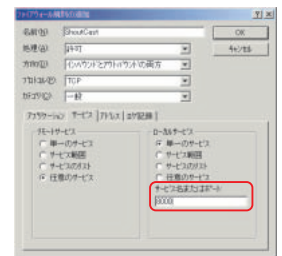 ファイアウォール規則の追加
名前(N) ShoutCast OK
処理(A) 許可 キャンセル
方向(D) インバウンドとアウトバウンドの両方
プロトコル(P) TCP
カテゴリ(C) 一般
アプリケーション サービス アドレス ログ記録
リモートサービス ローカルサービス
単一のサービス 単一のサービス
サービス範囲 サービス範囲
サービスのリスト サービスのリスト
任意のサービス 任意のサービス
サービス名またはポート
8000